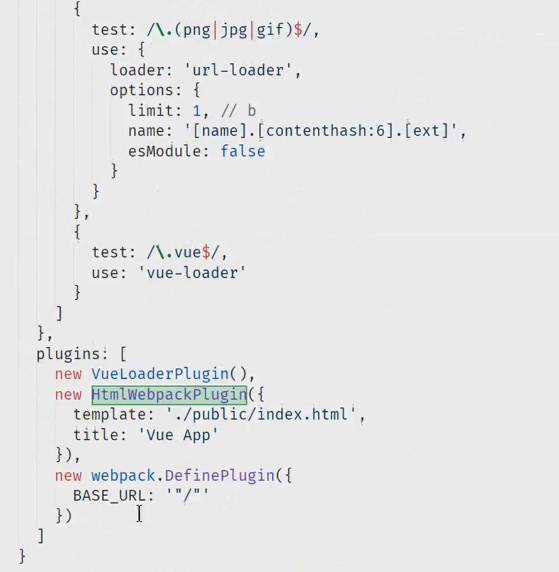 {
test: /\.(png|jpg|gif)$/,
use: {
loader: 'url-loader',
options: {
limit: 1, // b
name: '[name].[contenthash:6].[ext]',
esModule: false
}
}
},
{
test: /\.vue$/,
use: 'vue-loader'
}
]
},
plugins: [
new VueLoaderPlugin(),
new HtmlWebpackPlugin({
template: './public/index.html',
title: 'Vue App'
}),
new webpack.DefinePlugin({
BASE_URL: '"/"'
})
]
}